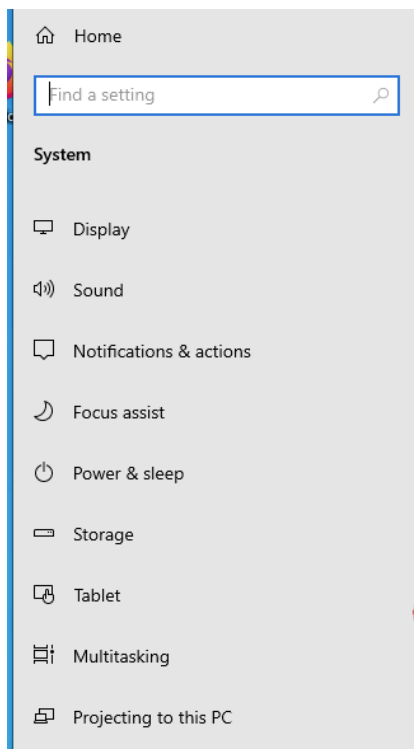 Home
Find a setting
System
Display
Sound
Notifications & actions
Focus assist
Power & sleep
Storage
Tablet
Multitasking
Projecting to this PC